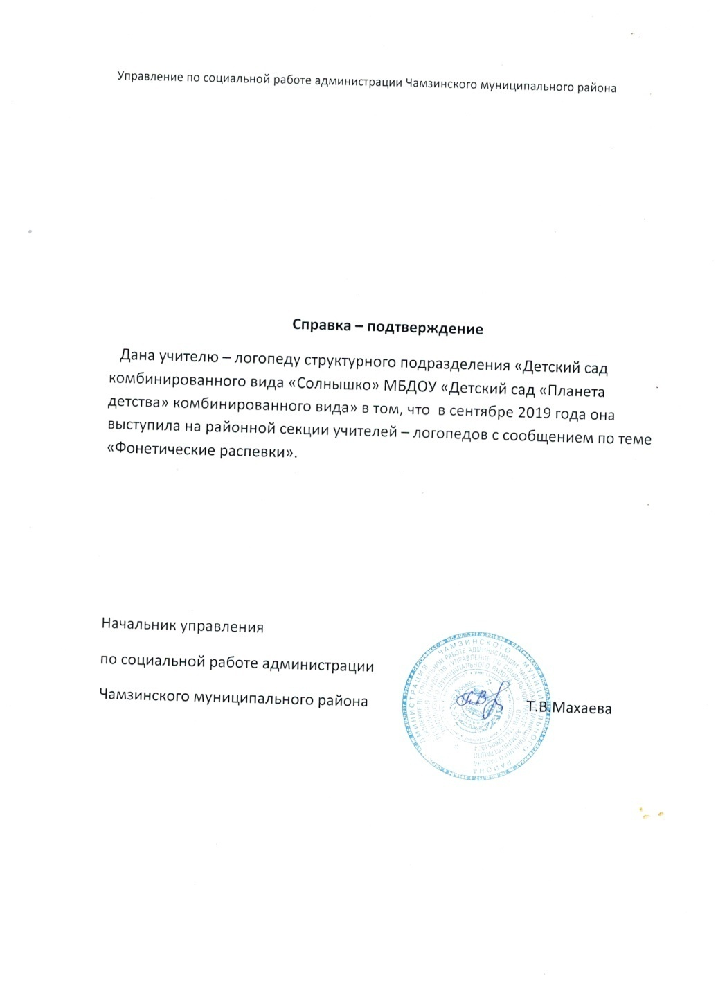 Управление по социальной работе администрации Чамзинского муниципального района
Справка – подтверждение
Дана учителю – логопеду структурного подразделения «Детский сад
комбинированного вида «Солнышко» МБДОУ «Детский сад «Планета
детства» комбинированного вида» в том, что в сентябре 2019 года она
выступила на районной секции учителей – логопедов с сообщением по теме
«Фонетические распевки».
Начальник управления
по социальной работе администрации
Чамзинского муниципального района
Т.В.Махаева